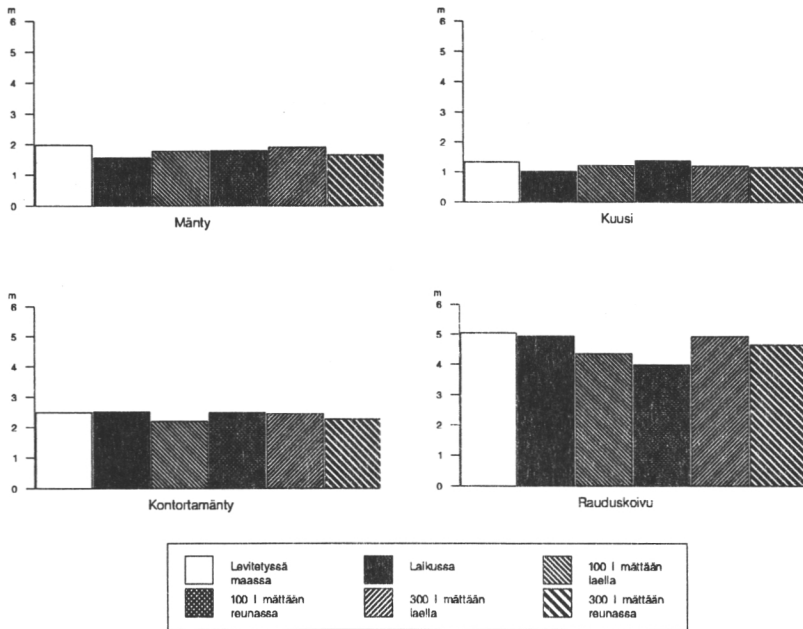 m
6
5
4
3
2
1
0
Mänty
m
6
5
4
3
2
1
0
Kuusi
m
6
5
4
3
2
1
0
Kontortamänty
m
6
5
4
3
2
1
0
Rauduskoivu
Levitetyssä
maassa
Laikussa
100 l mättään
laella
100 l mättään
reunassa
300 l mättään
laella
300 l mättään
reunassa